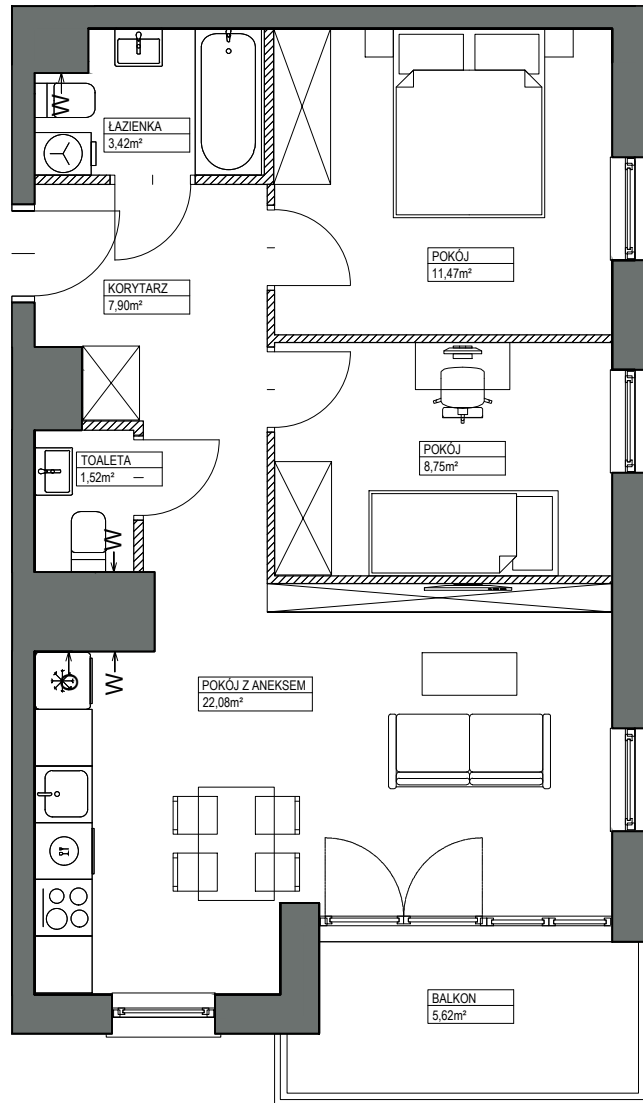 ŁAZIENKA
3,42m²
W
POKÓJ
11,47m²
KORYTARZ
7,90m²
POKÓJ
8,75m²
TOALETA
1,52m²
W
W
POKÓJ Z ANEKSEM
22,08m²
BALKON
5,62m²